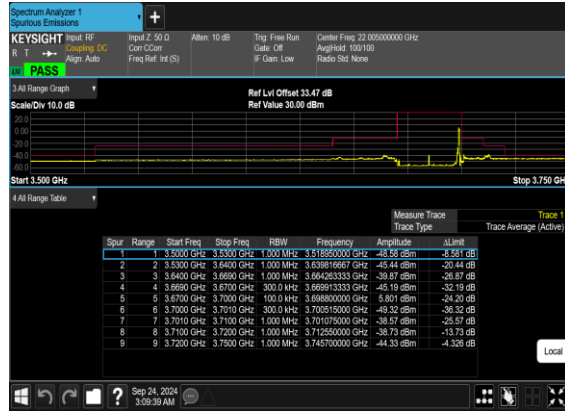 Spectrum Analyzer 1
Spurious Emissions
KEYSIGHT Input: RF Input Z: 50 Ω Atten: 10 dB Trig: Free Run Center Freq: 22.005000000 GHz
R T Coupling: DC Corr CCorr Gate: Off Avg|Hold: 100/100
Align: Auto Freq Ref: Int (S) IF Gain: Low Radio Std: None
PASS
3 All Range Graph
Ref Lvl Offset 33.47 dB
Scale/Div 10.0 dB Ref Value 30.00 dBm
20.0
0.00
-20.0
-40.0
-60.0
Start 3.500 GHz Stop 3.750 GH
4 All Range Table
Measure Trace Trace 1
Trace Type Trace Average (Active)
Spur Range Start Freq Stop Freq RBW Frequency Amplitude ΔLimit
1 1 3.5000 GHz 3.5300 GHz 1.000 MHz 3.518950000 GHz -48.58 dBm -8.581 dB
2 2 3.5300 GHz 3.6400 GHz 1.000 MHz 3.639816667 GHz -45.44 dBm -20.44 dB
3 3 3.6400 GHz 3.6690 GHz 1.000 MHz 3.664263333 GHz -39.87 dBm -26.87 dB
4 4 3.6690 GHz 3.6700 GHz 300.0 kHz 3.669913333 GHz -45.19 dBm -32.19 dB
5 5 3.6700 GHz 3.7000 GHz 100.0 kHz 3.698800000 GHz 5.801 dBm -24.20 dB
6 6 3.7000 GHz 3.7010 GHz 300.0 kHz 3.700515000 GHz -49.32 dBm -36.32 dB
7 7 3.7010 GHz 3.7100 GHz 1.000 MHz 3.701075000 GHz -38.57 dBm -25.57 dB
8 8 3.7100 GHz 3.7200 GHz 1.000 MHz 3.712550000 GHz -38.73 dBm -13.73 dB
9 9 3.7200 GHz 3.7500 GHz 1.000 MHz 3.745700000 GHz -44.33 dBm -4.326 dB
Local
Sep 24, 2024
3:09:39 AM